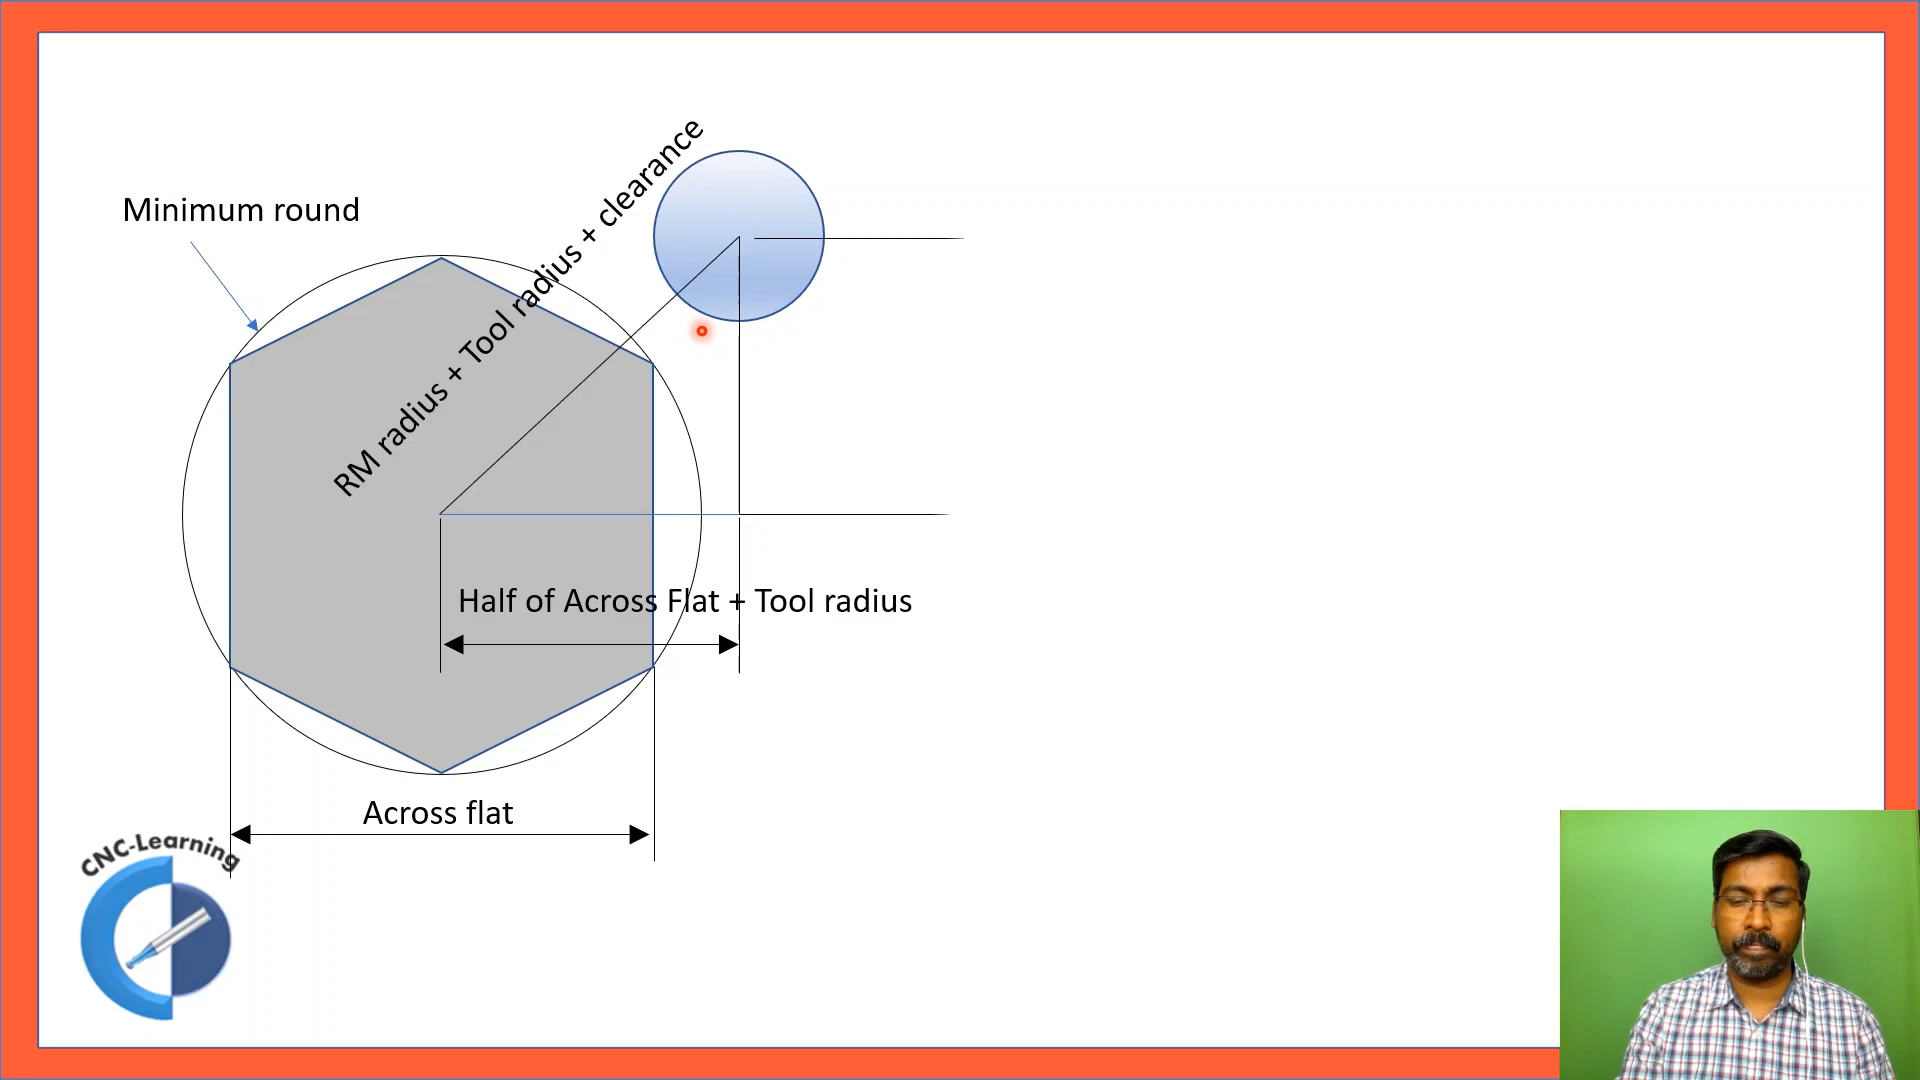 Minimum round
RM radius + Tool radius + clearance
Half of Across Flat + Tool radius
Across flat
CNC-Learning